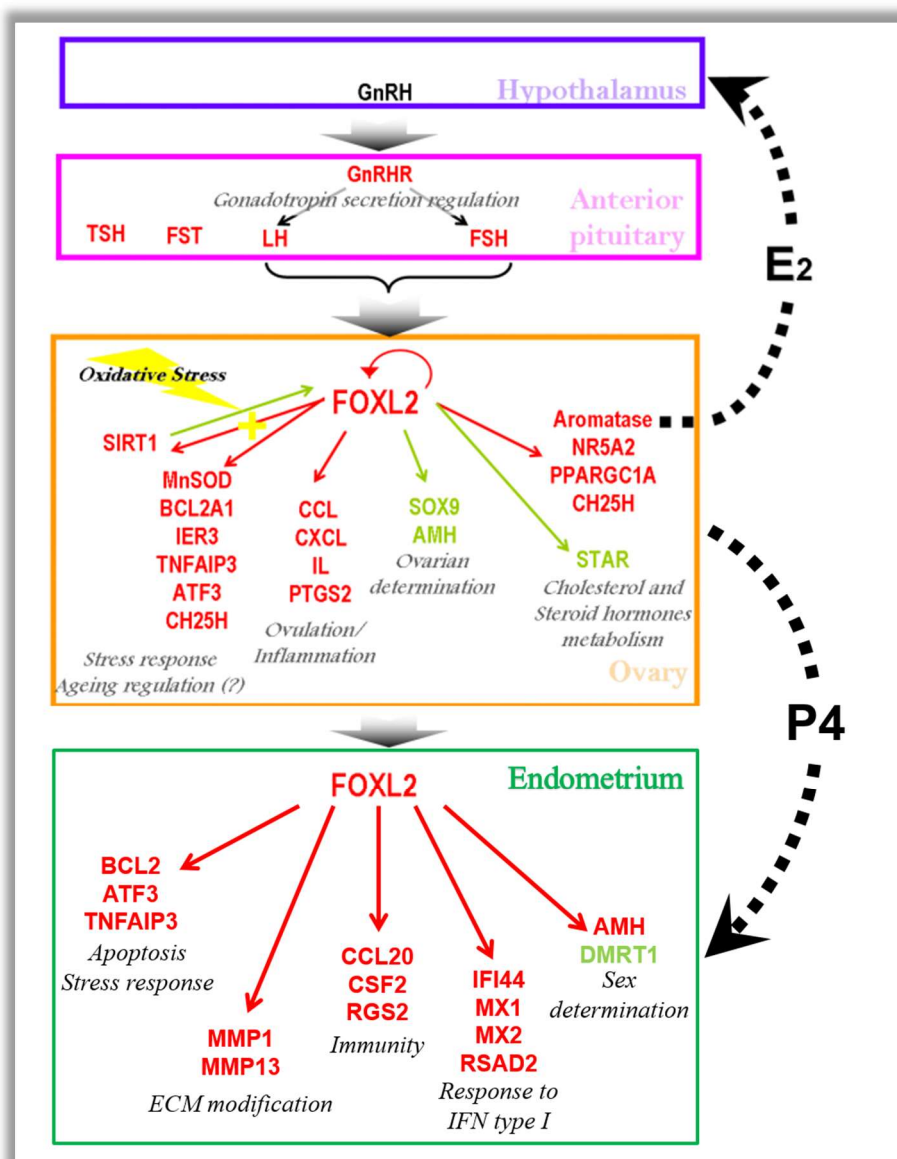 GnRH
Hypothalamus
GnRHR
Gonadotropin secretion regulation
Anterior
pituitary
TSH
FST
LH
FSH
E2
Oxidative Stress
+
FOXL2
SIRT1
MnSOD
BCL2A1
IER3
TNFAIP3
ATF3
CH25H
Stress response
Ageing regulation (?)
CCL
CXCL
IL
PTGS2
Ovulation/
Inflammation
SOX9
AMH
Ovarian
determination
Aromatase
NR5A2
PPARGC1A
CH25H
STAR
Cholesterol and
Steroid hormones
metabolism
Ovary
P4
Endometrium
FOXL2
BCL2
ATF3
TNFAIP3
Apoptosis
Stress response
MMP1
MMP13
ECM modification
CCL20
CSF2
RGS2
Immunity
IFI44
MX1
MX2
RSAD2
Response to
IFN type I
AMH
DMRT1
Sex
determination